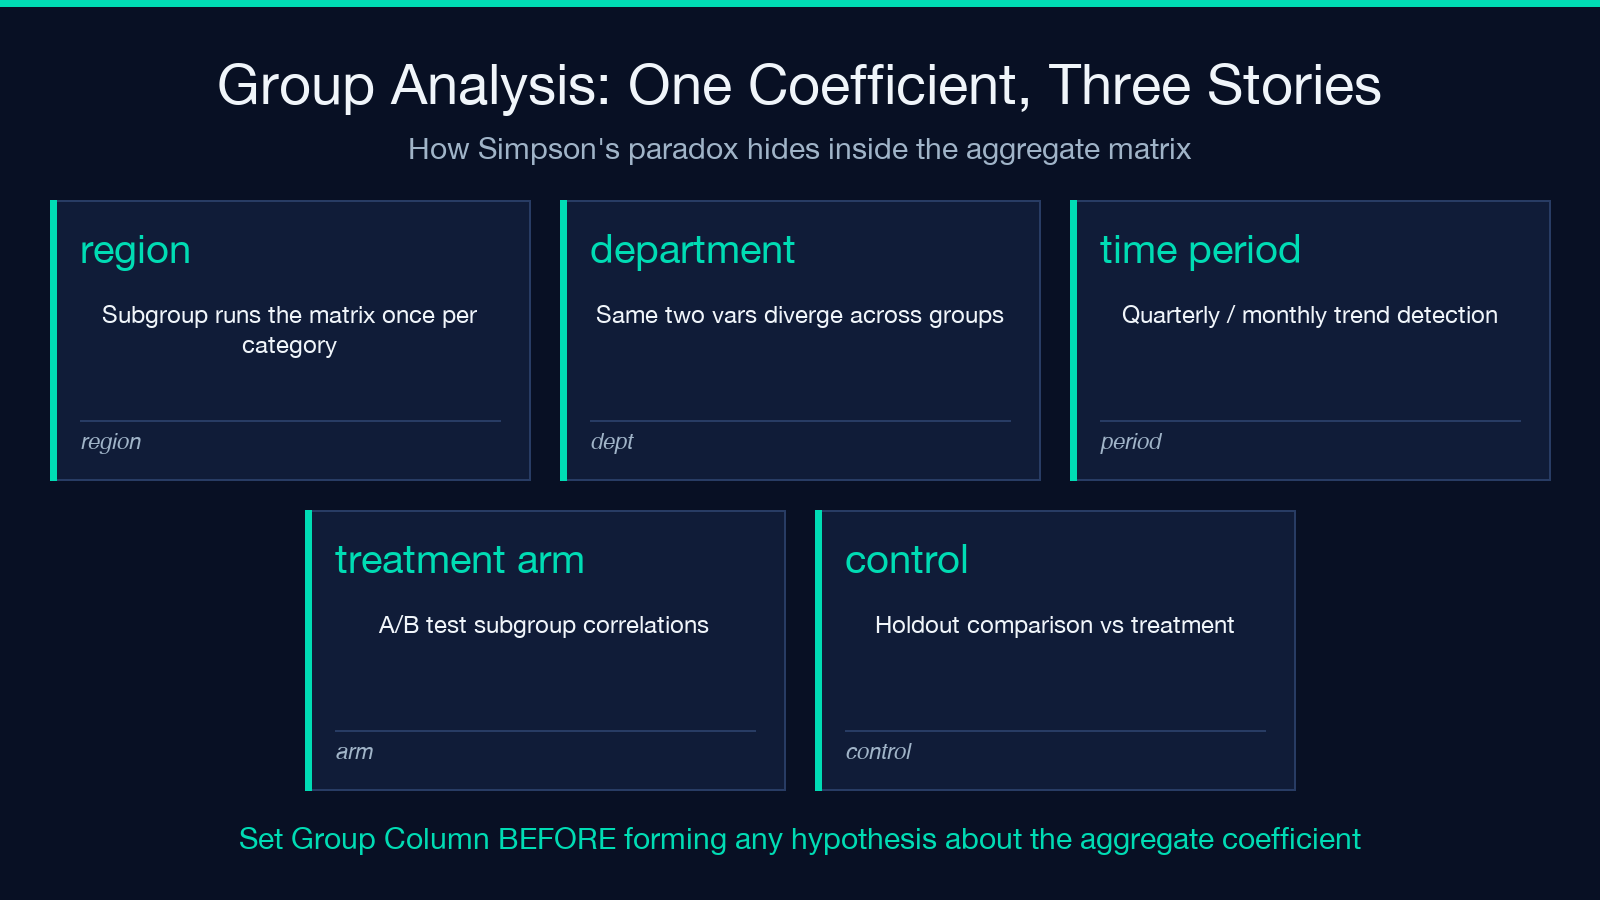 Group Analysis: One Coefficient, Three Stories
How Simpson's paradox hides inside the aggregate matrix
region
Subgroup runs the matrix once per
category
region
department
Same two vars diverge across groups
dept
time period
Quarterly / monthly trend detection
period
treatment arm
A/B test subgroup correlations
arm
control
Holdout comparison vs treatment
control
Set Group Column BEFORE forming any hypothesis about the aggregate coefficient